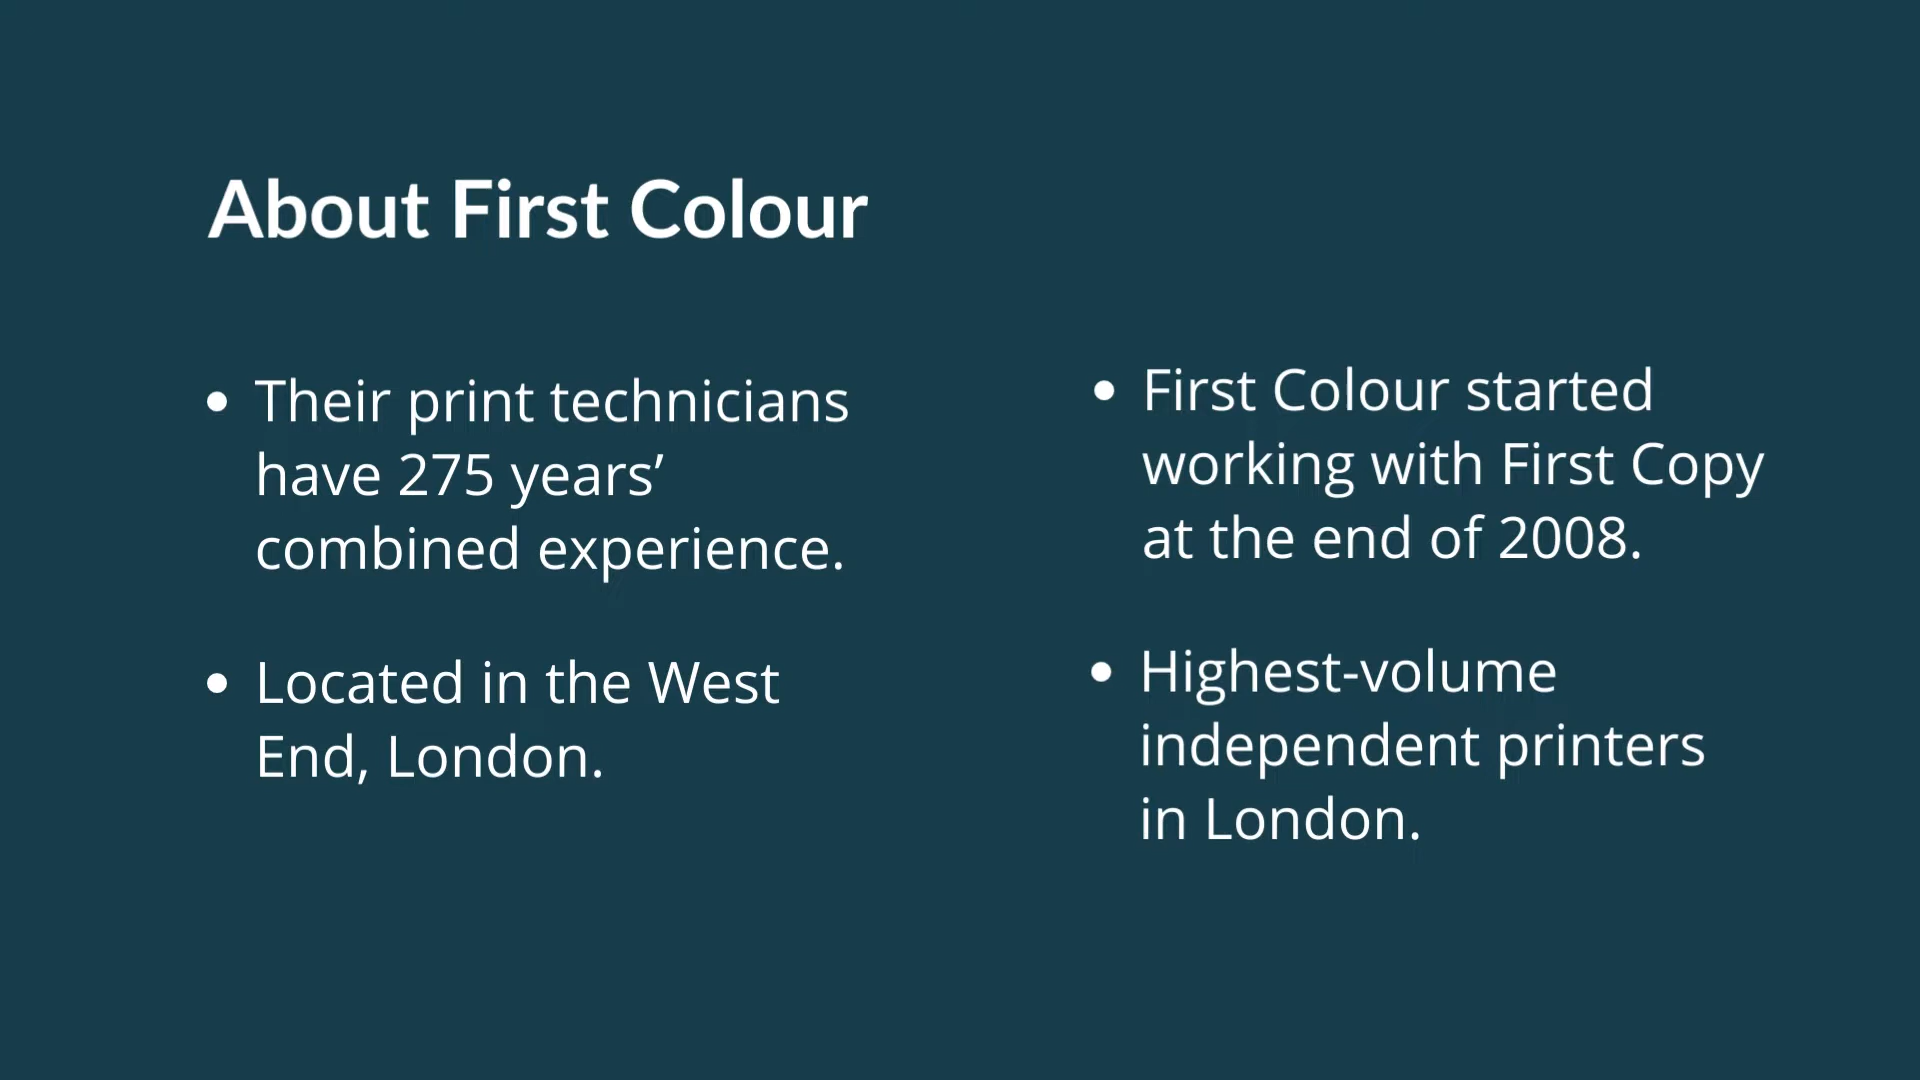 About First Colour
• Their print technicians
have 275 years’
combined experience.
• Located in the West
End, London.
• First Colour started
working with First Copy
at the end of 2008.
• Highest-volume
independent printers
in London.